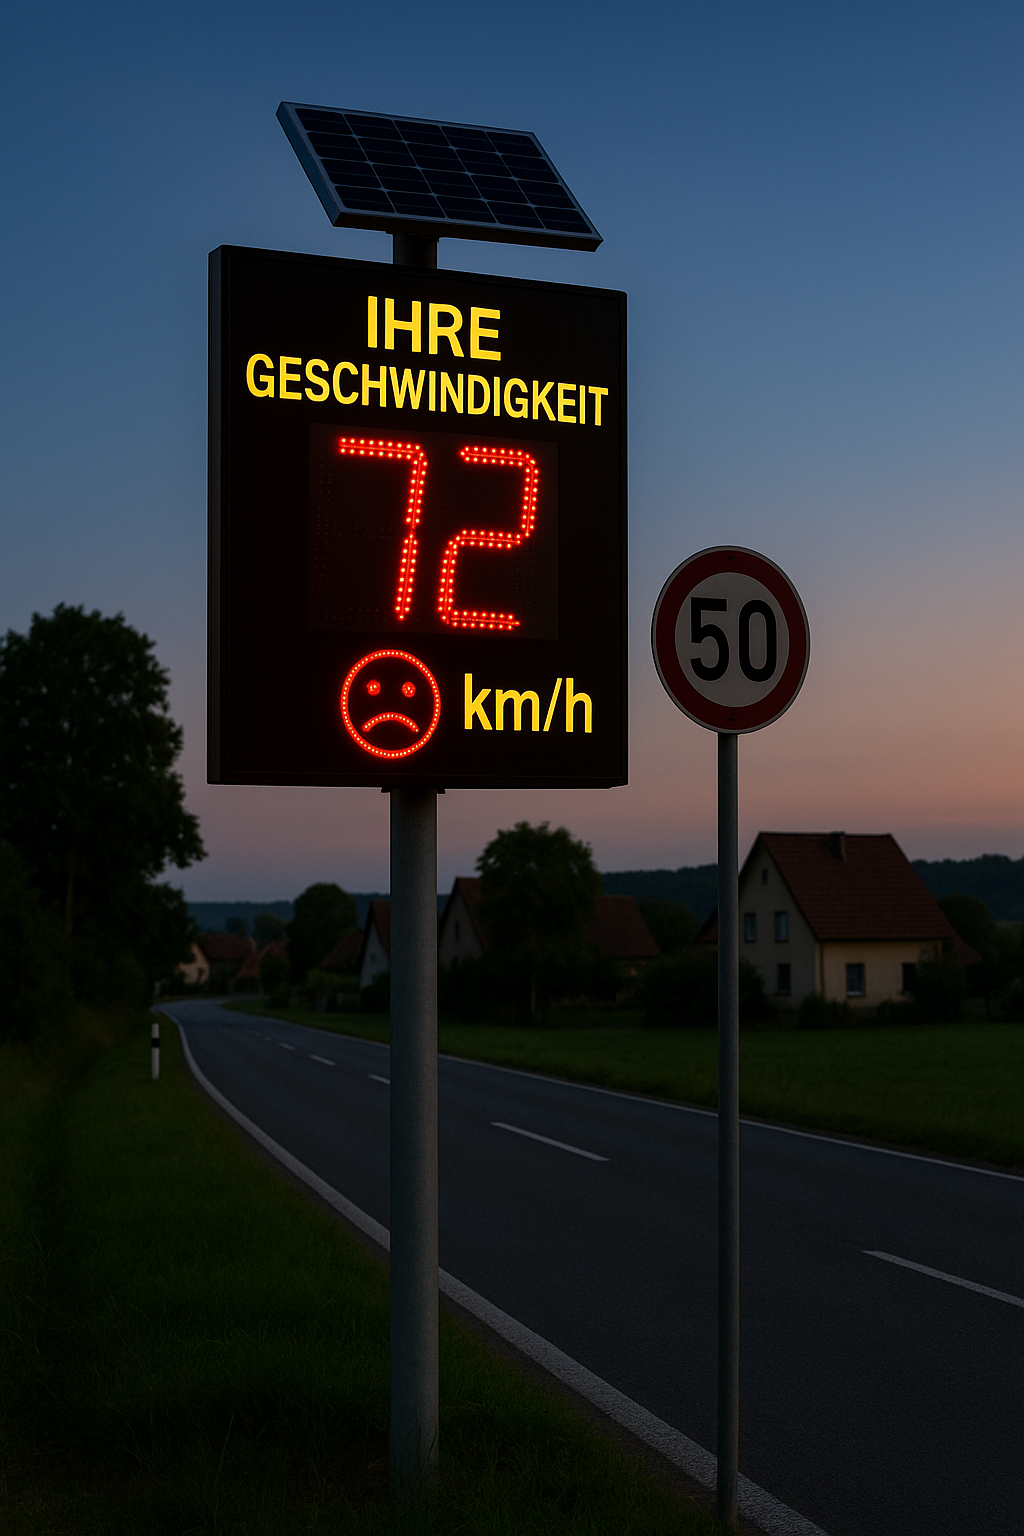 IHRE
GESCHWINDIGKEIT
72
km/h
50